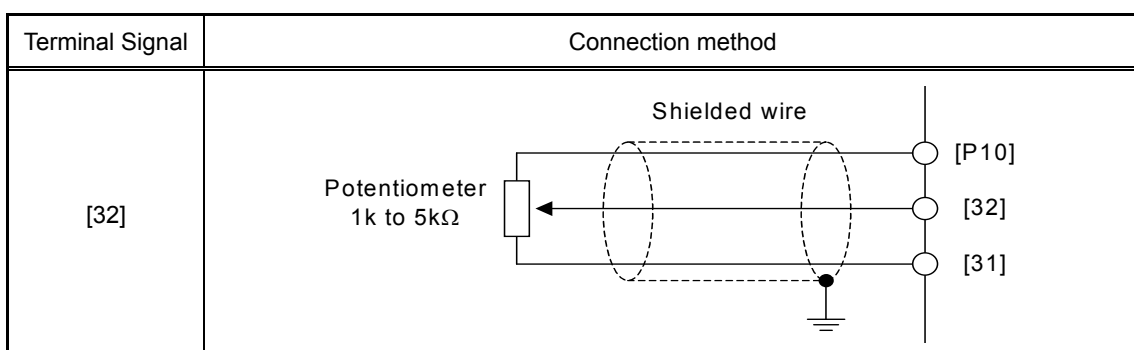 Terminal Signal
Connection method
[32]
Shielded wire
Potentiometer
1k to 5kΩ
[P10]
[32]
[31]